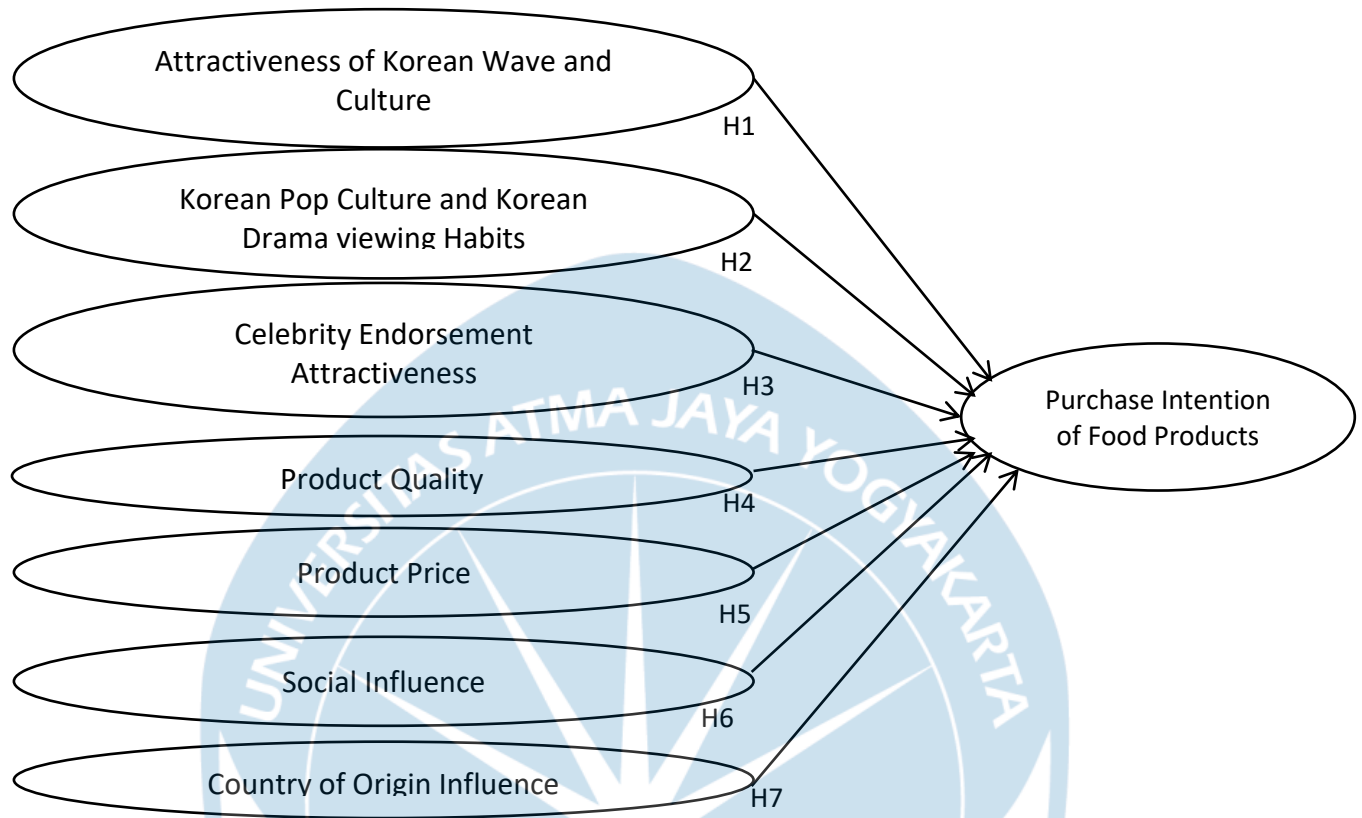 Attractiveness of Korean Wave and
Culture
H1
Korean Pop Culture and Korean
Drama viewing Habits
H2
Celebrity Endorsement
Attractiveness
H3
Purchase Intention
of Food Products
Product Quality
H4
Product Price
H5
Social Influence
H6
Country of Origin Influence
H7
UNIVERSITAS ATMA JAYA YOGYAKARTA